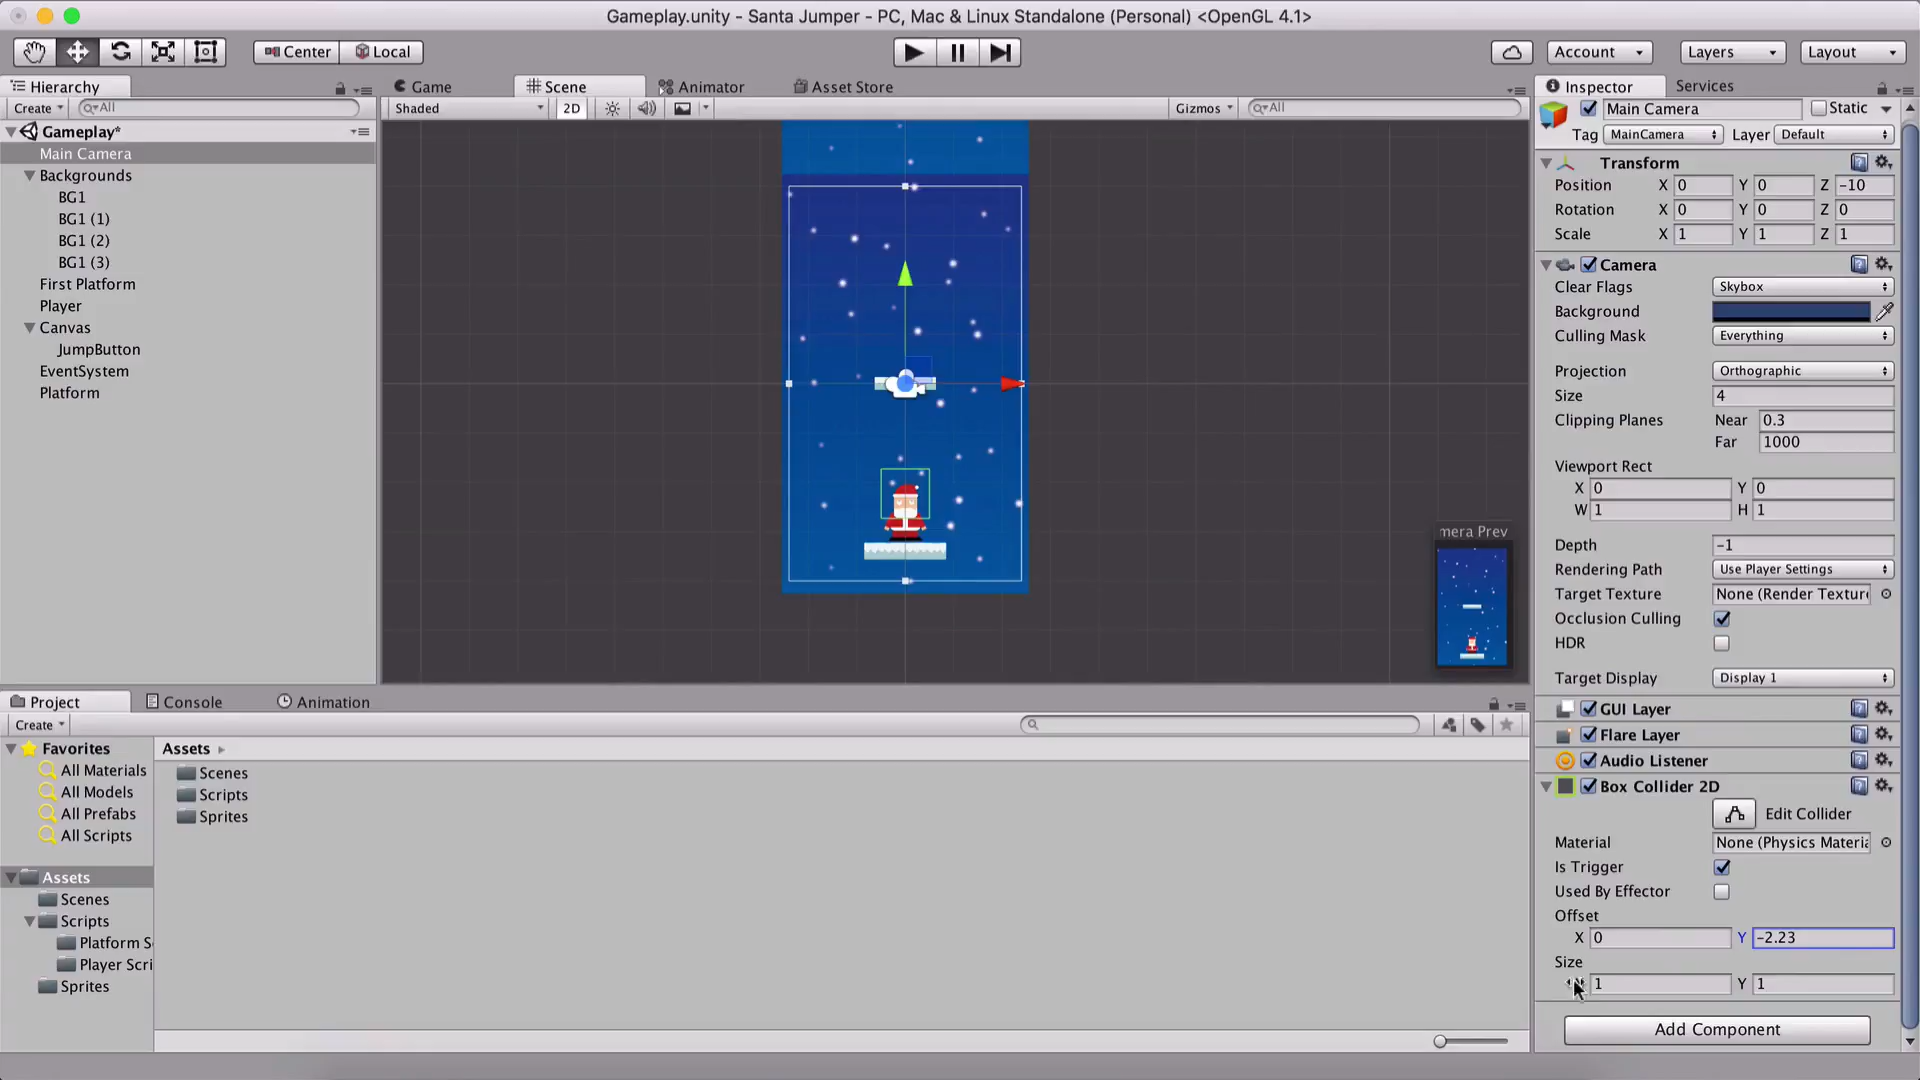 Gameplay.unity - Santa Jumper - PC, Mac & Linux Standalone (Personal) <OpenGL 4.1>
Center
Local
Account
Layers
Layout
Hierarchy
Create
All
Gameplay*
Main Camera
Backgrounds
BG1
BG1 (1)
BG1 (2)
BG1 (3)
First Platform
Player
Canvas
JumpButton
EventSystem
Platform
Game
Scene
Animator
Asset Store
Shaded
2D
Gizmos
All
mera Prev
Project
Console
Animation
Create
Favorites
All Materials
All Models
All Prefabs
All Scripts
Assets
Scenes
Scripts
Platform S
Player Scri
Sprites
Assets
Scenes
Scripts
Sprites
Inspector
Services
Main Camera
Static
Tag MainCamera Layer Default
Transform
Position X 0 Y 0 Z -10
Rotation X 0 Y 0 Z 0
Scale X 1 Y 1 Z 1
Camera
Clear Flags Skybox
Background
Culling Mask Everything
Projection Orthographic
Size 4
Clipping Planes Near 0.3
Far 1000
Viewport Rect
X 0 Y 0
W 1 H 1
Depth -1
Rendering Path Use Player Settings
Target Texture None (Render Texture
Occlusion Culling
HDR
Target Display Display 1
GUI Layer
Flare Layer
Audio Listener
Box Collider 2D
Edit Collider
Material None (Physics Materia
Is Trigger
Used By Effector
Offset
X 0 Y -2.23
Size
1 Y 1
Add Component